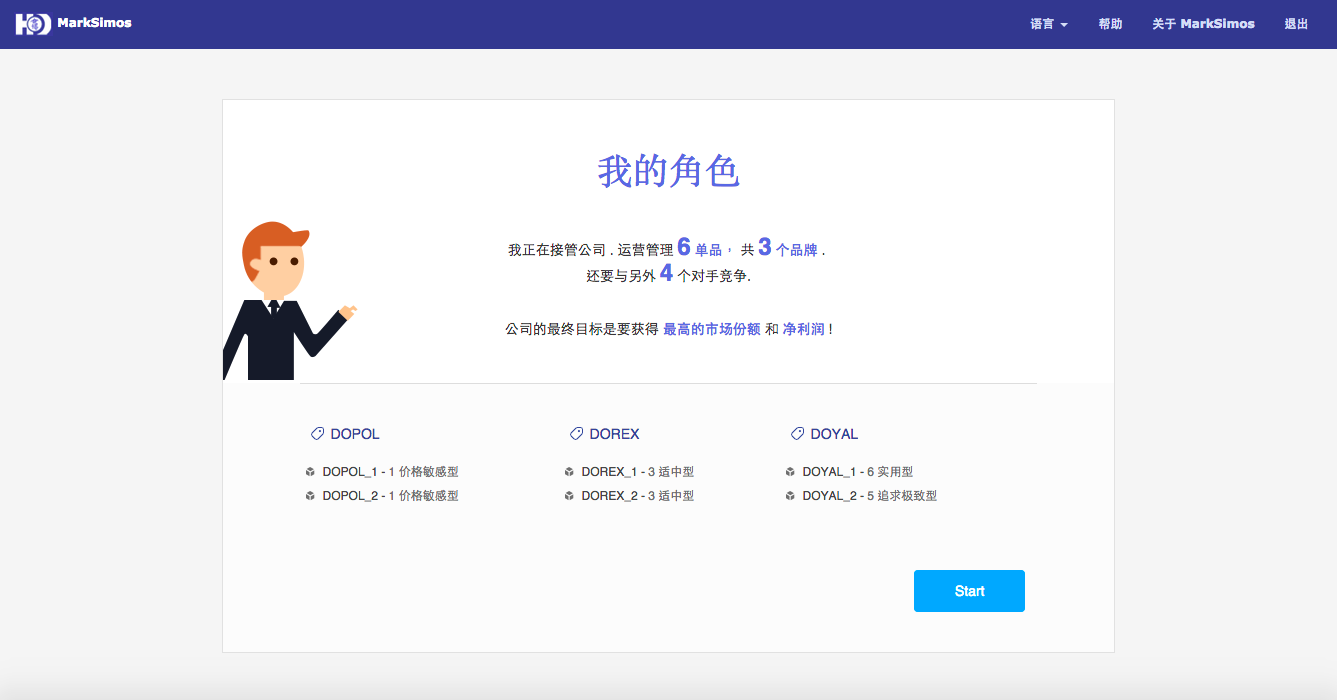 MarkSimos
语言 帮助 关于 MarkSimos 退出
我的角色
我正在接管公司 . 运营管理 6 单品， 共 3 个品牌 .
还要与另外 4 个对手竞争.
公司的最终目标是要获得 最高的市场份额 和 净利润 !
DOPOL
DOPOL_1 - 1 价格敏感型
DOPOL_2 - 1 价格敏感型
DOREX
DOREX_1 - 3 适中型
DOREX_2 - 3 适中型
DOYAL
DOYAL_1 - 6 实用型
DOYAL_2 - 5 追求极致型
Start